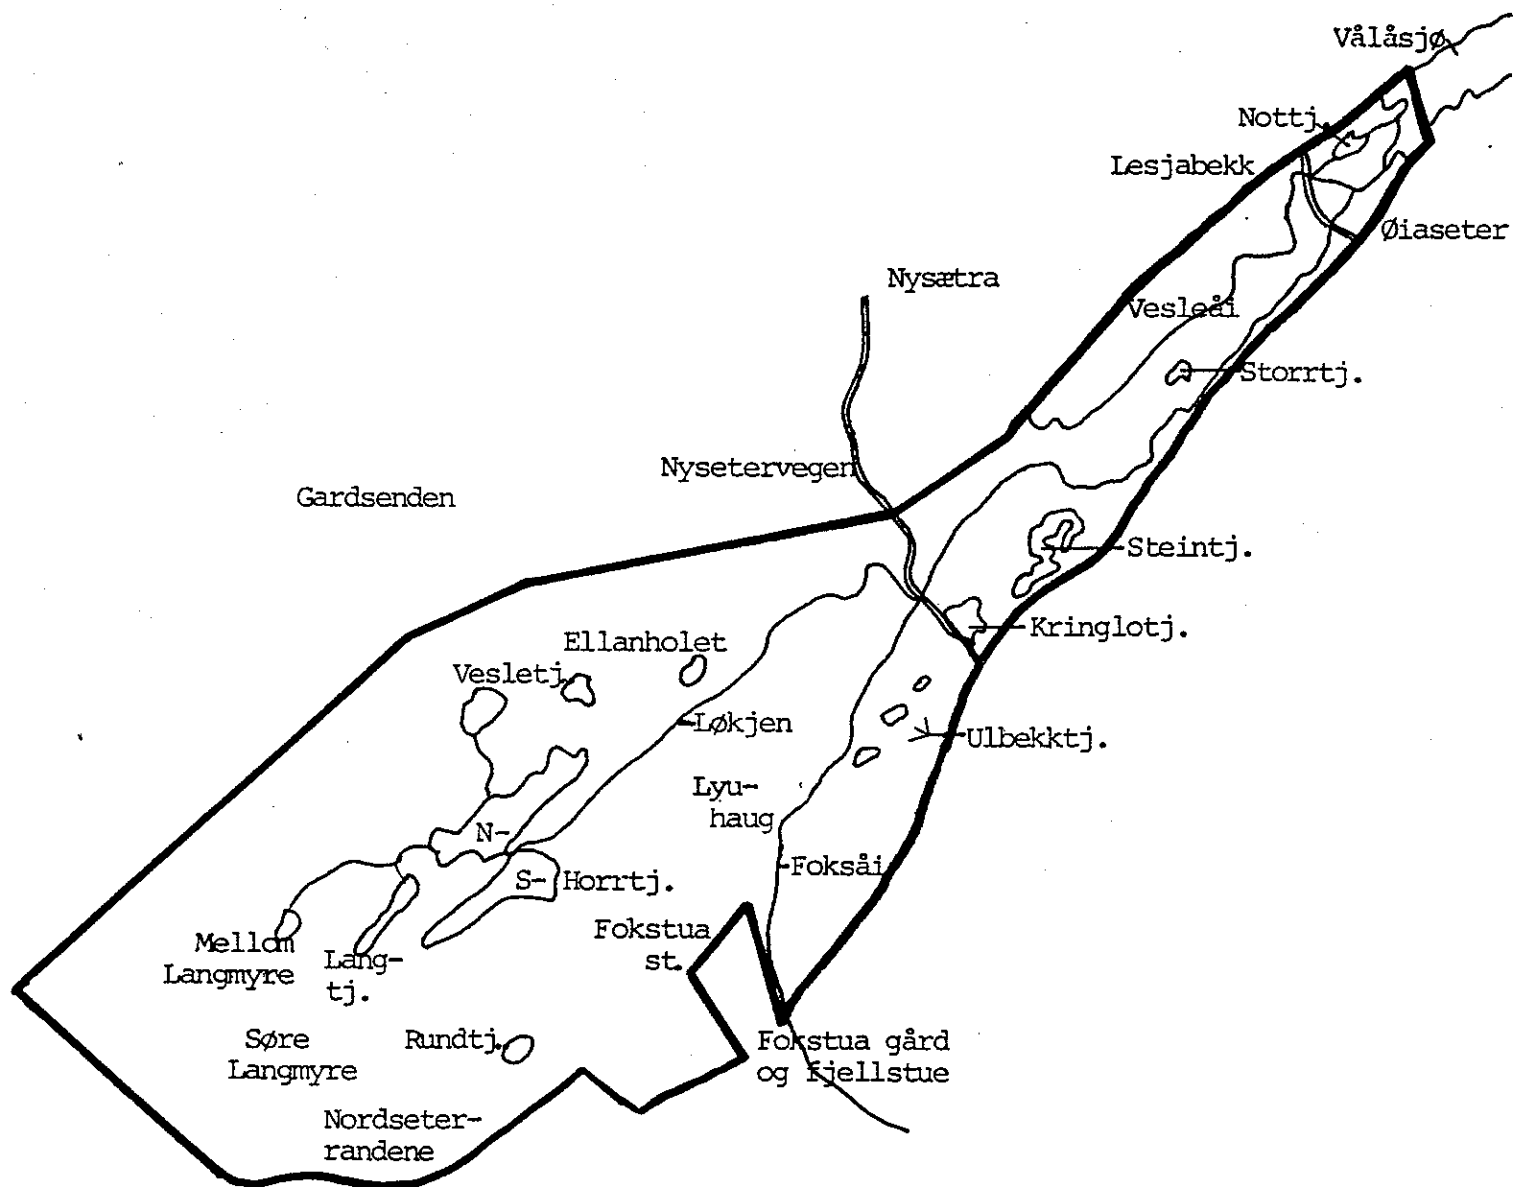 Vålåsjø
Nottj.
Lesjabekk
Øiaseter
Nysætra
Vesleåi
Storrtj.
Nysetervegen
Gardsenden
Steintj.
Kringlotj.
Ellanholet
Vesletj.
Løkjen
Ulbekktj.
Lyu-
haug
N-
Foksåi
S- Horrtj.
Fokstua
st.
Mellom
Langmyre
Lang-
tj.
Søre
Langmyre
Rundtj.
Fokstua gård
og fjellstue
Nordseter-
randene